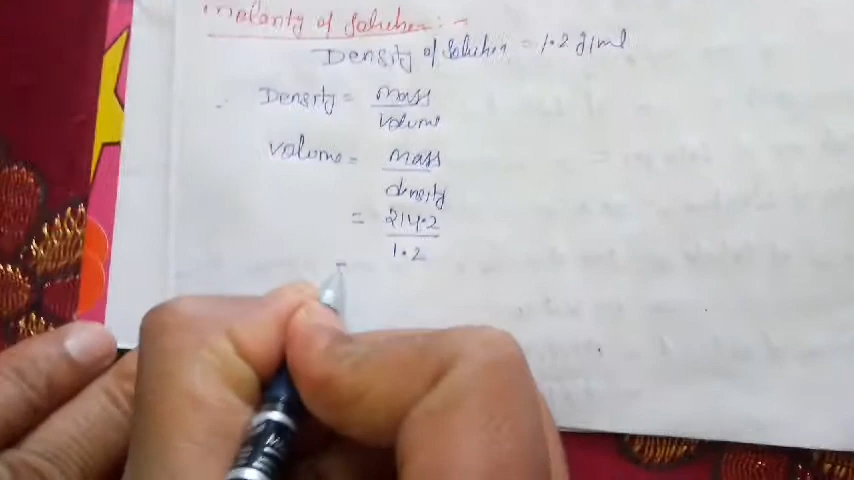 molarity of solution :-
Density of solution = 1.2 g/ml
∴ Density = mass / volume
volume = mass / density
= 214.2 / 1.2
=